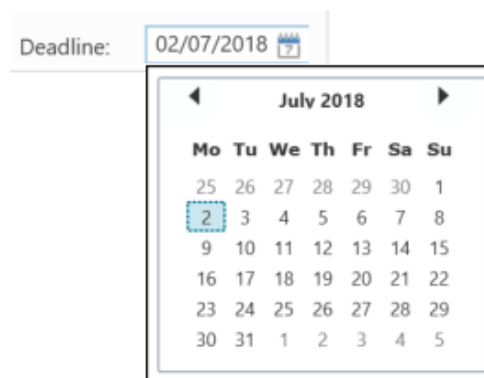 Deadline: 02/07/2018
July 2018
Mo Tu We Th Fr Sa Su
25 26 27 28 29 30 1
2 3 4 5 6 7 8
9 10 11 12 13 14 15
16 17 18 19 20 21 22
23 24 25 26 27 28 29
30 31 1 2 3 4 5